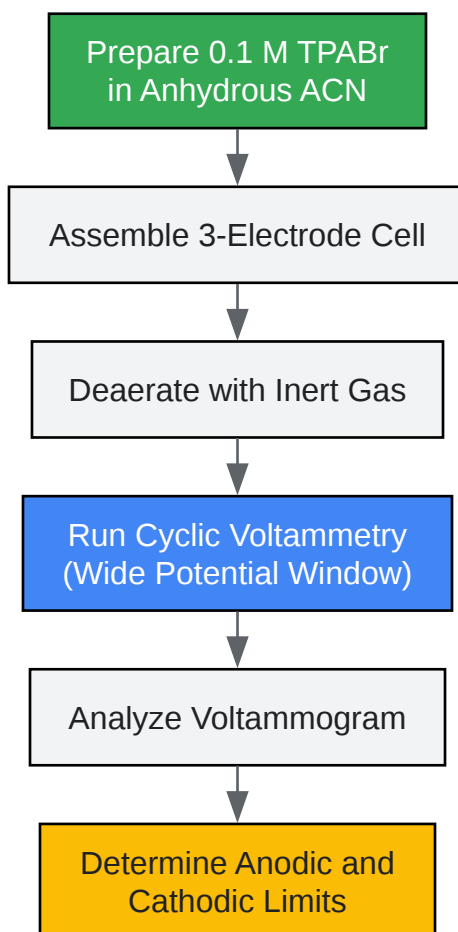 Prepare 0.1 M TPABr
in Anhydrous ACN
Assemble 3-Electrode Cell
Deaerate with Inert Gas
Run Cyclic Voltammetry
(Wide Potential Window)
Analyze Voltammogram
Determine Anodic and
Cathodic Limits